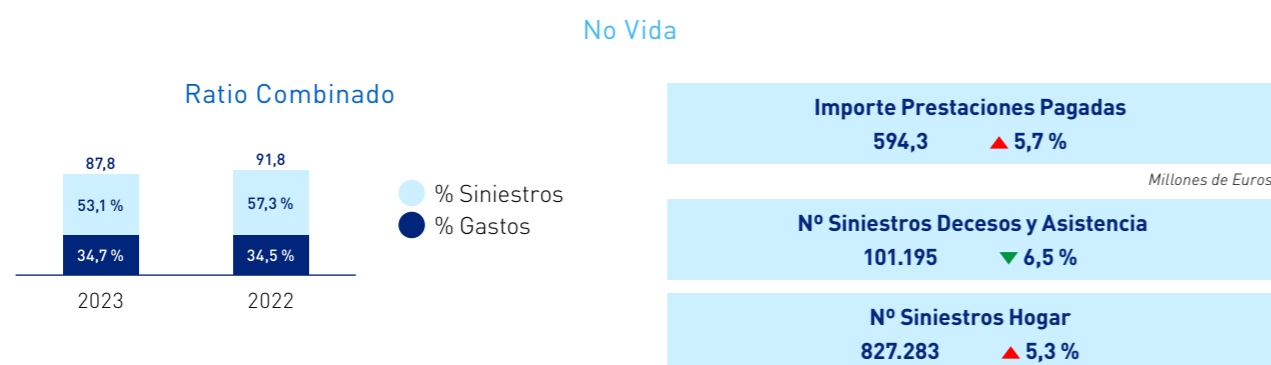 No Vida
Ratio Combinado
87,8
91,8
53,1 %
57,3 %
34,7 %
34,5 %
2023
2022
% Siniestros
% Gastos
Importe Prestaciones Pagadas
594,3 5,7 %
Millones de Euros
Nº Siniestros Decesos y Asistencia
101.195 6,5 %
Nº Siniestros Hogar
827.283 5,3 %